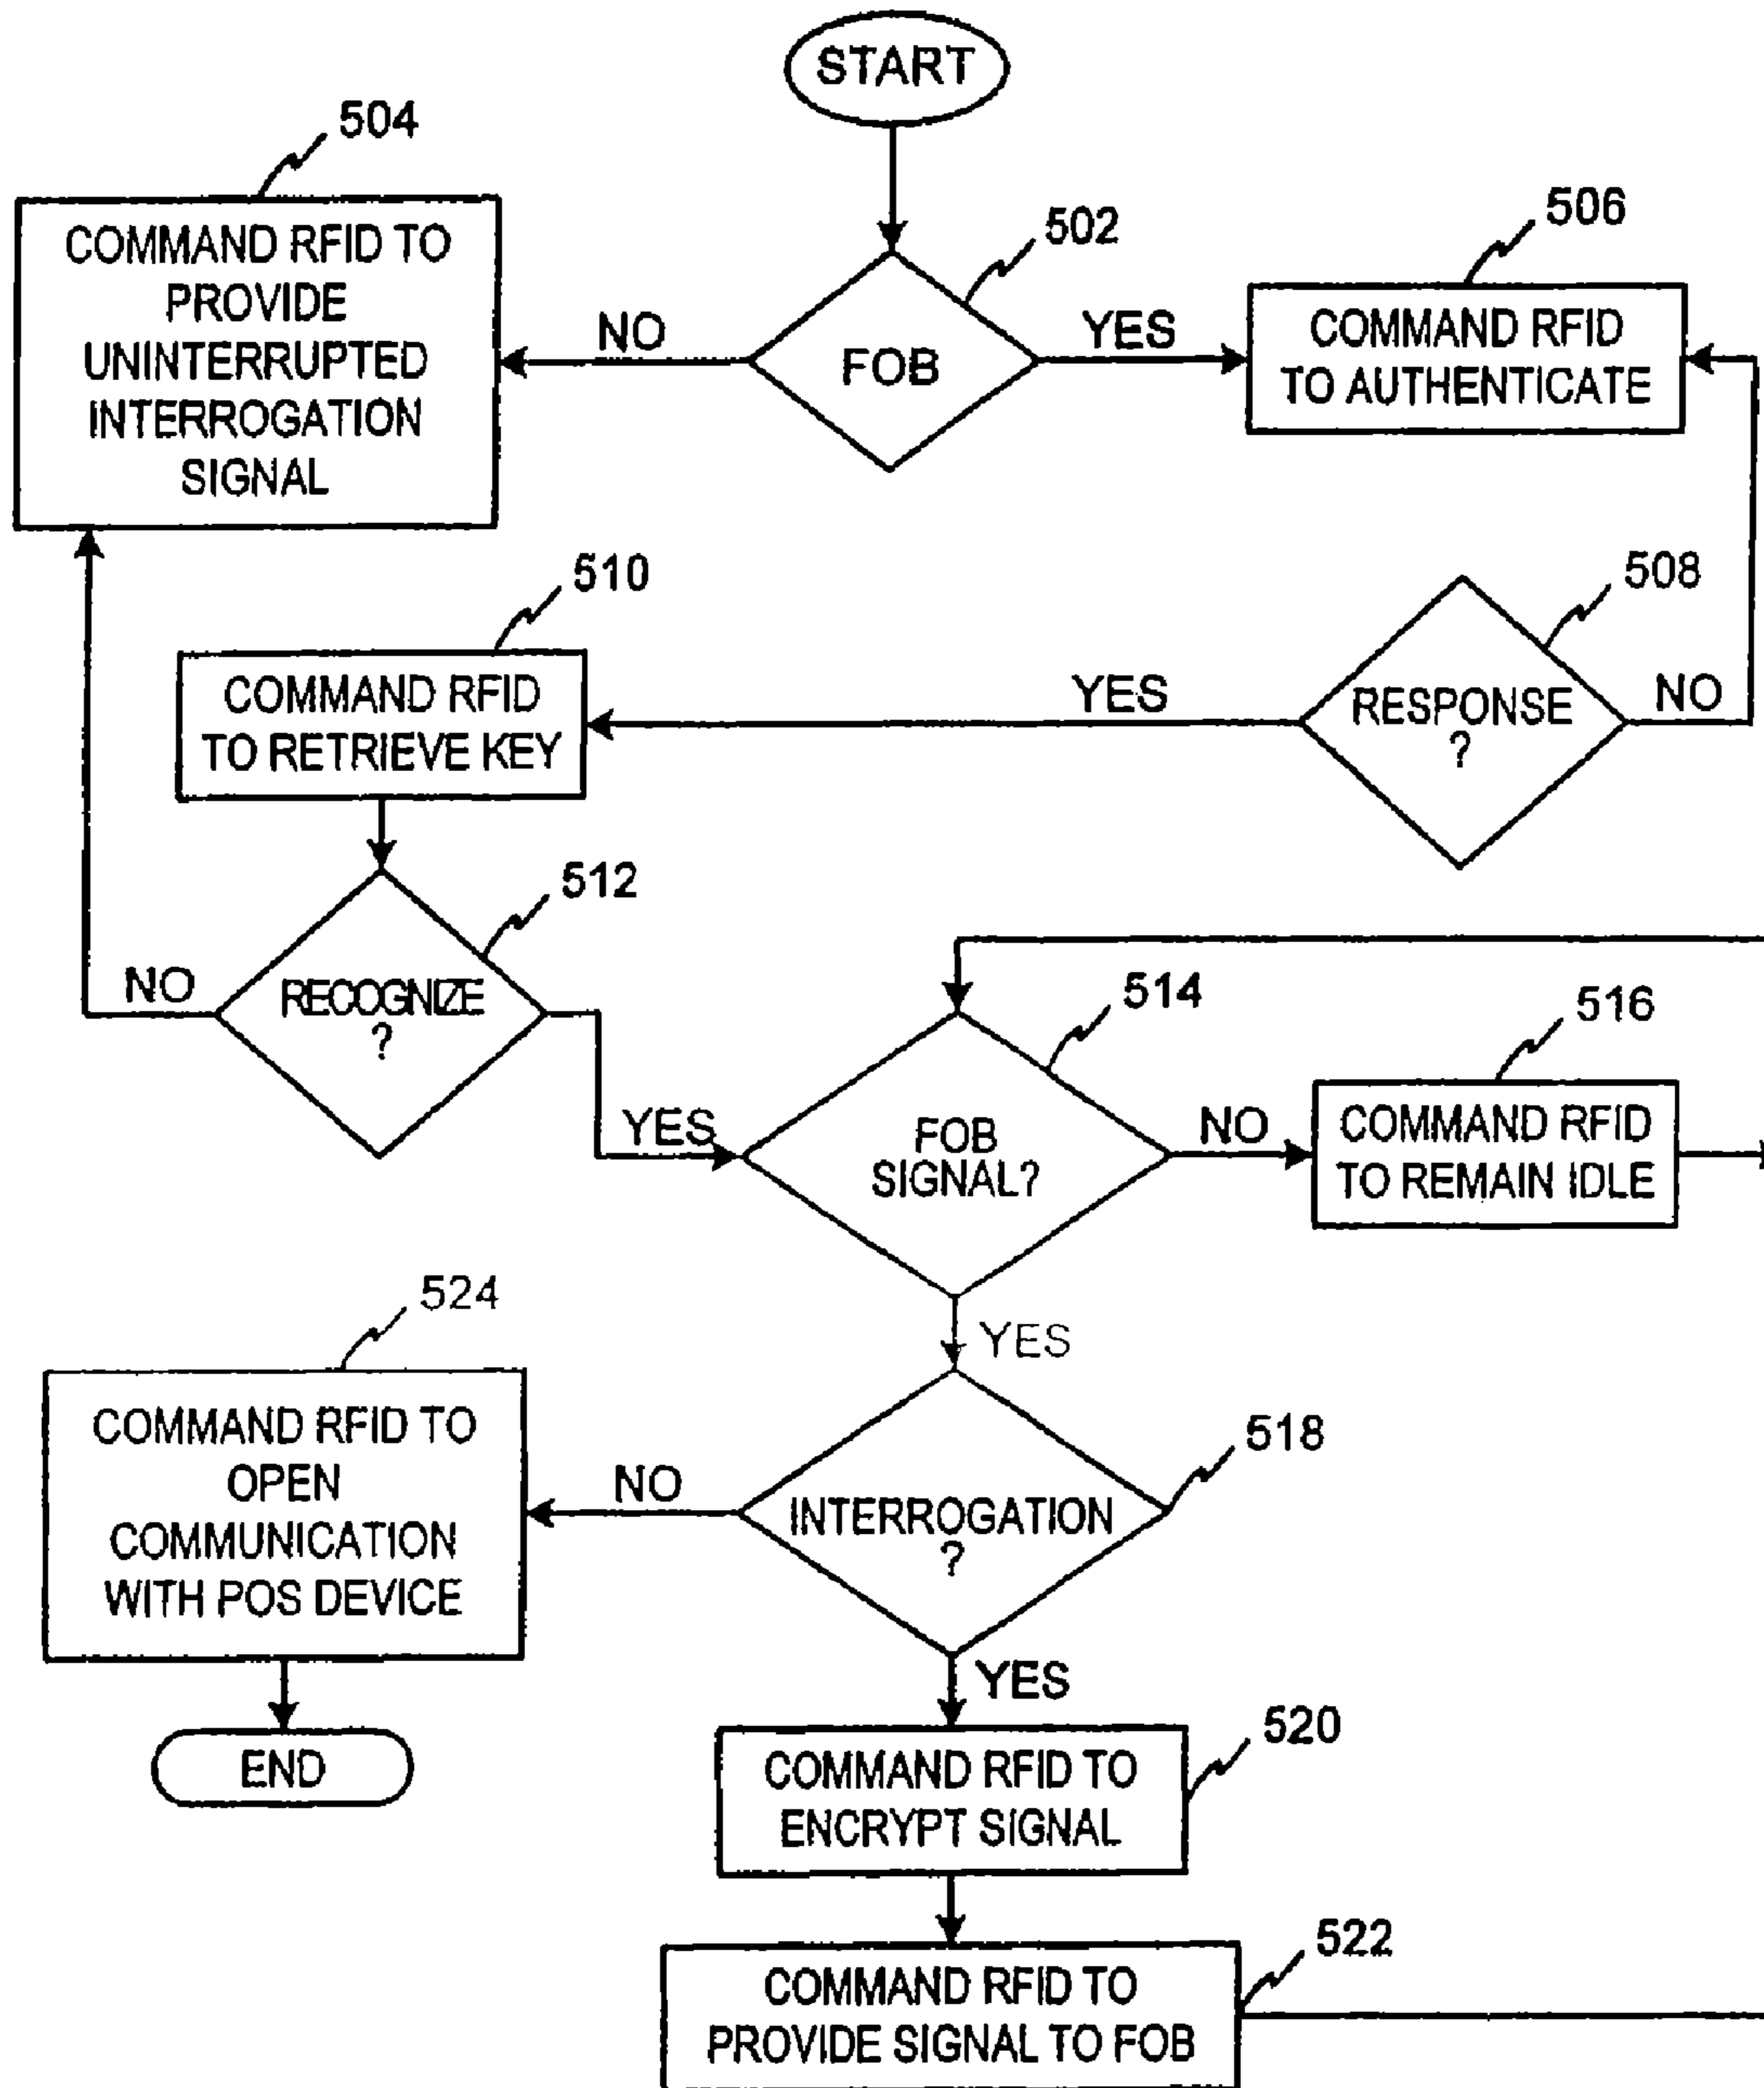 START
504
COMMAND RFID TO
PROVIDE
UNINTERRUPTED
INTERROGATION
SIGNAL
502
FOB
NO
YES
506
COMMAND RFID
TO AUTHENTICATE
508
RESPONSE
?
NO
YES
510
COMMAND RFID
TO RETRIEVE KEY
512
RECOGNIZE
?
NO
YES
514
FOB
SIGNAL?
NO
516
COMMAND RFID
TO REMAIN IDLE
YES
518
INTERROGATION
?
NO
524
COMMAND RFID TO
OPEN
COMMUNICATION
WITH POS DEVICE
END
YES
520
COMMAND RFID TO
ENCRYPT SIGNAL
522
COMMAND RFID TO
PROVIDE SIGNAL TO FOB